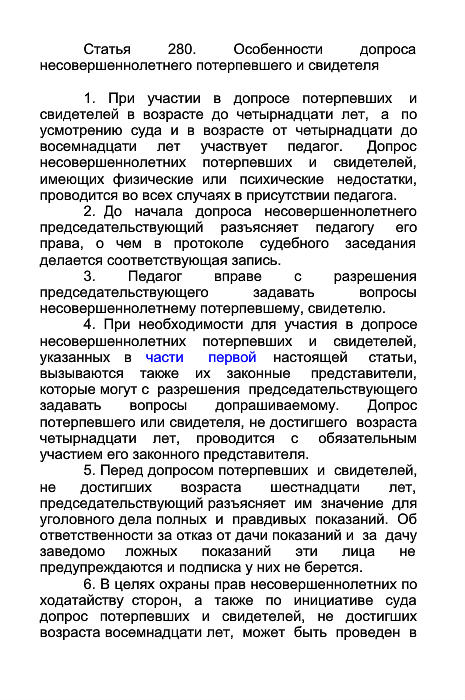 Статья 280. Особенности допроса
несовершеннолетнего потерпевшего и свидетеля
1. При участии в допросе потерпевших и
свидетелей в возрасте до четырнадцати лет, а по
усмотрению суда и в возрасте от четырнадцати до
восемнадцати лет участвует педагог. Допрос
несовершеннолетних потерпевших и свидетелей,
имеющих физические или психические недостатки,
проводится во всех случаях в присутствии педагога.
2. До начала допроса несовершеннолетнего
председательствующий разъясняет педагогу его
права, о чем в протоколе судебного заседания
делается соответствующая запись.
3. Педагог вправе с разрешения
председательствующего задавать вопросы
несовершеннолетнему потерпевшему, свидетелю.
4. При необходимости для участия в допросе
несовершеннолетних потерпевших и свидетелей,
указанных в части первой настоящей статьи,
вызываются также их законные представители,
которые могут с разрешения председательствующего
задавать вопросы допрашиваемому. Допрос
потерпевшего или свидетеля, не достигшего возраста
четырнадцати лет, проводится с обязательным
участием его законного представителя.
5. Перед допросом потерпевших и свидетелей,
не достигших возраста шестнадцати лет,
председательствующий разъясняет им значение для
уголовного дела полных и правдивых показаний. Об
ответственности за отказ от дачи показаний и за дачу
заведомо ложных показаний эти лица не
предупреждаются и подписка у них не берется.
6. В целях охраны прав несовершеннолетних по
ходатайству сторон, а также по инициативе суда
допрос потерпевших и свидетелей, не достигших
возраста восемнадцати лет, может быть проведен в